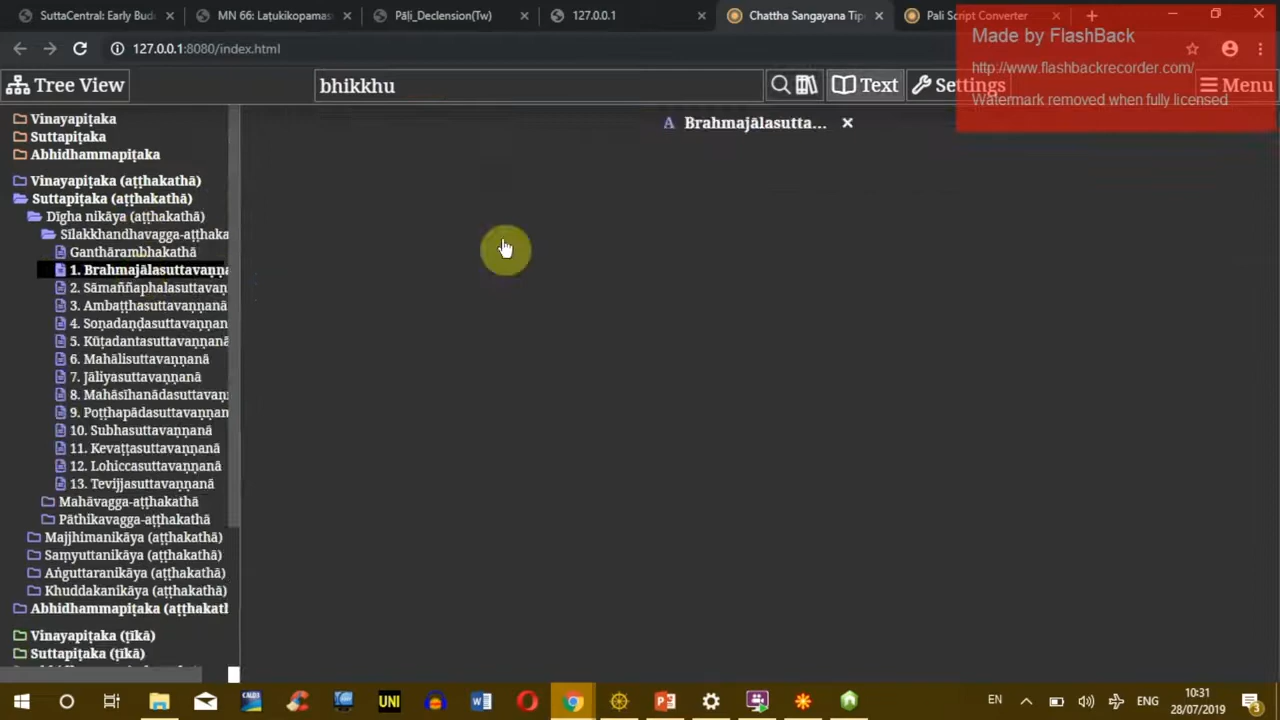 SuttaCentral: Early Bud
MN 66: Laṭukikopamas
Pāḷi_Declension(Tw)
127.0.0.1
Chattha Sangayana Tip
Pali Script Converter
Made by FlashBack
127.0.0.1:8080/index.html
http://www.flashbackrecorder.com/
Tree View
bhikkhu
Text
Settings
Menu
Watermark removed when fully licensed
Vinayapiṭaka
Suttapiṭaka
Abhidhammapiṭaka
Vinayapiṭaka (aṭṭhakathā)
Suttapiṭaka (aṭṭhakathā)
Dīgha nikāya (aṭṭhakathā)
Sīlakkhandhavagga-aṭṭhaka
Ganthārambhakathā
1. Brahmajālasuttavaṇṇa
2. Sāmaññaphalasuttavaṇ
3. Ambaṭṭhasuttavaṇṇanā
4. Soṇadaṇḍasuttavaṇṇan
5. Kūṭadantasuttavaṇṇanā
6. Mahālisuttavaṇṇanā
7. Jāliyasuttavaṇṇanā
8. Mahāsīhanādasuttavaṇ
9. Poṭṭhapādasuttavaṇṇan
10. Subhasuttavaṇṇanā
11. Kevaṭṭasuttavaṇṇanā
12. Lohiccasuttavaṇṇanā
13. Tevijjasuttavaṇṇanā
Mahāvagga-aṭṭhakathā
Pāthikavagga-aṭṭhakathā
Majjhimanikāya (aṭṭhakathā)
Saṃyuttanikāya (aṭṭhakathā)
Aṅguttaranikāya (aṭṭhakathā)
Khuddakanikāya (aṭṭhakathā)
Abhidhammapiṭaka (aṭṭhakatl
Vinayapiṭaka (ṭīkā)
Suttapiṭaka (ṭīkā)
A Brahmajālasutta...
UNI
EN
ENG
10:31
28/07/2019
3